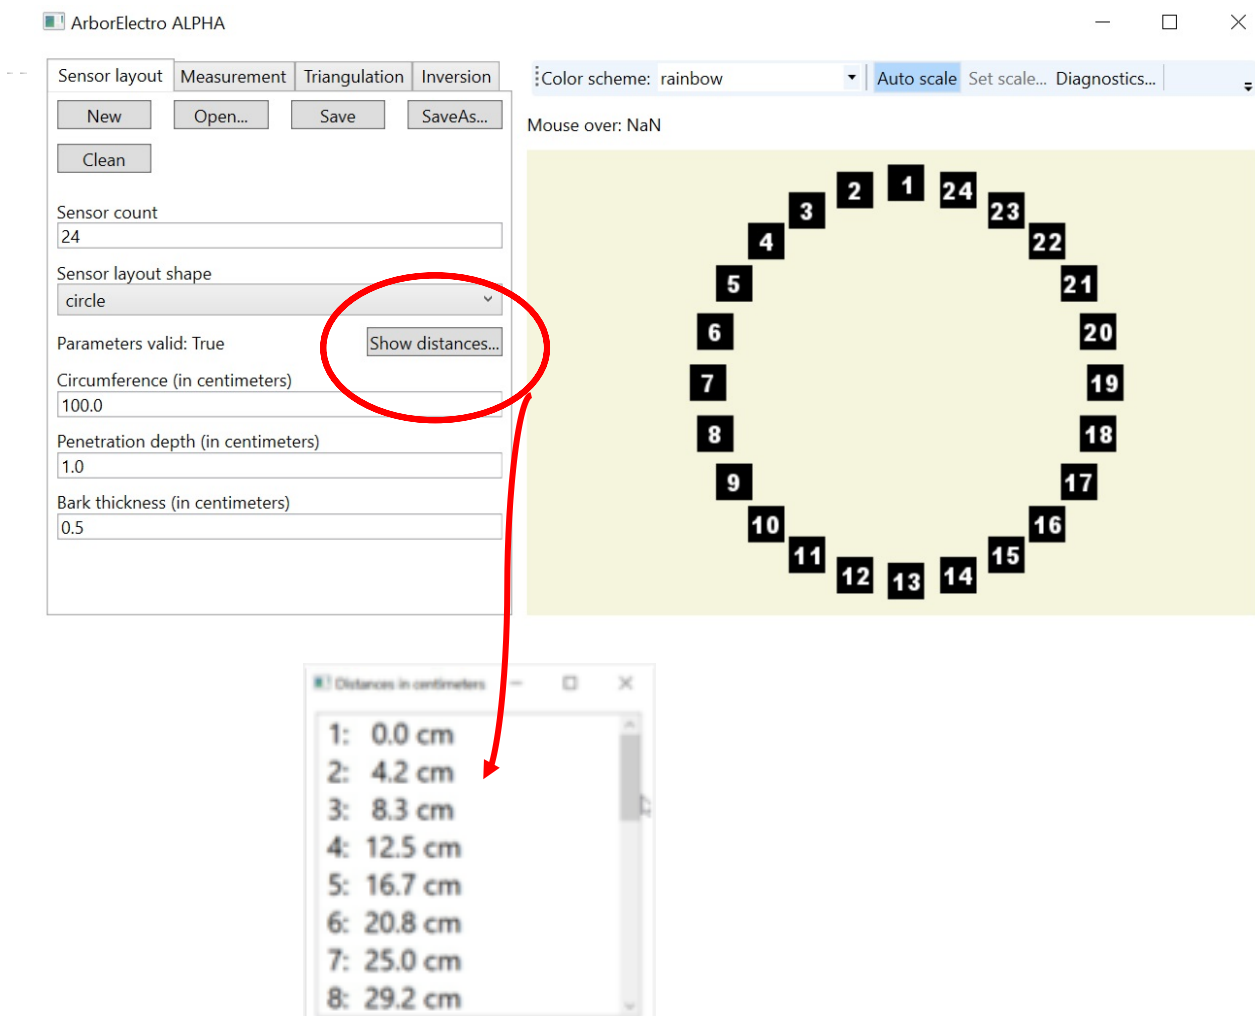 ArborElectro ALPHA
Sensor layout Measurement Triangulation Inversion
New Open... Save SaveAs...
Clean
Sensor count
24
Sensor layout shape
circle
Parameters valid: True Show distances...
Circumference (in centimeters)
100.0
Penetration depth (in centimeters)
1.0
Bark thickness (in centimeters)
0.5
Color scheme: rainbow Auto scale Set scale... Diagnostics...
Mouse over: NaN
1
2 24
3 23
4 22
5 21
6 20
7 19
8 18
9 17
10 16
11 15
12 13 14
Distances in centimeters
1: 0.0 cm
2: 4.2 cm
3: 8.3 cm
4: 12.5 cm
5: 16.7 cm
6: 20.8 cm
7: 25.0 cm
8: 29.2 cm